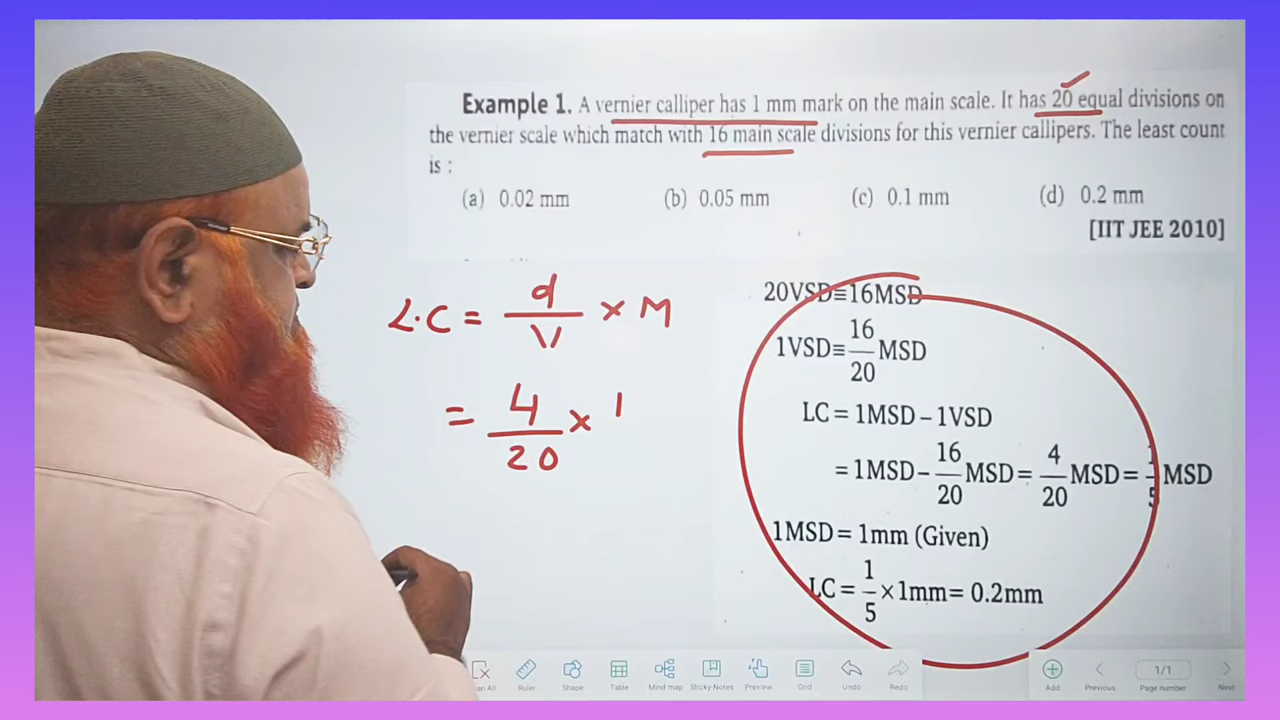 Example 1. A vernier calliper has 1 mm mark on the main scale. It has 20 equal divisions on
the vernier scale which match with 16 main scale divisions for this vernier callipers. The least count
is :
(a) 0.02 mm (b) 0.05 mm (c) 0.1 mm (d) 0.2 mm
[IIT JEE 2010]
L.C = d/V × M
= 4/20 × 1
20VSD≡16MSD
1VSD≡16/20 MSD
LC = 1MSD – 1VSD
= 1MSD – 16/20 MSD = 4/20 MSD = 1/5 MSD
1MSD = 1mm (Given)
LC = 1/5 × 1mm = 0.2mm
an All Ruler Shape Table Mind map Sticky-Notes Preview Grid Undo Redo Add Previous 1/1 Page number Next